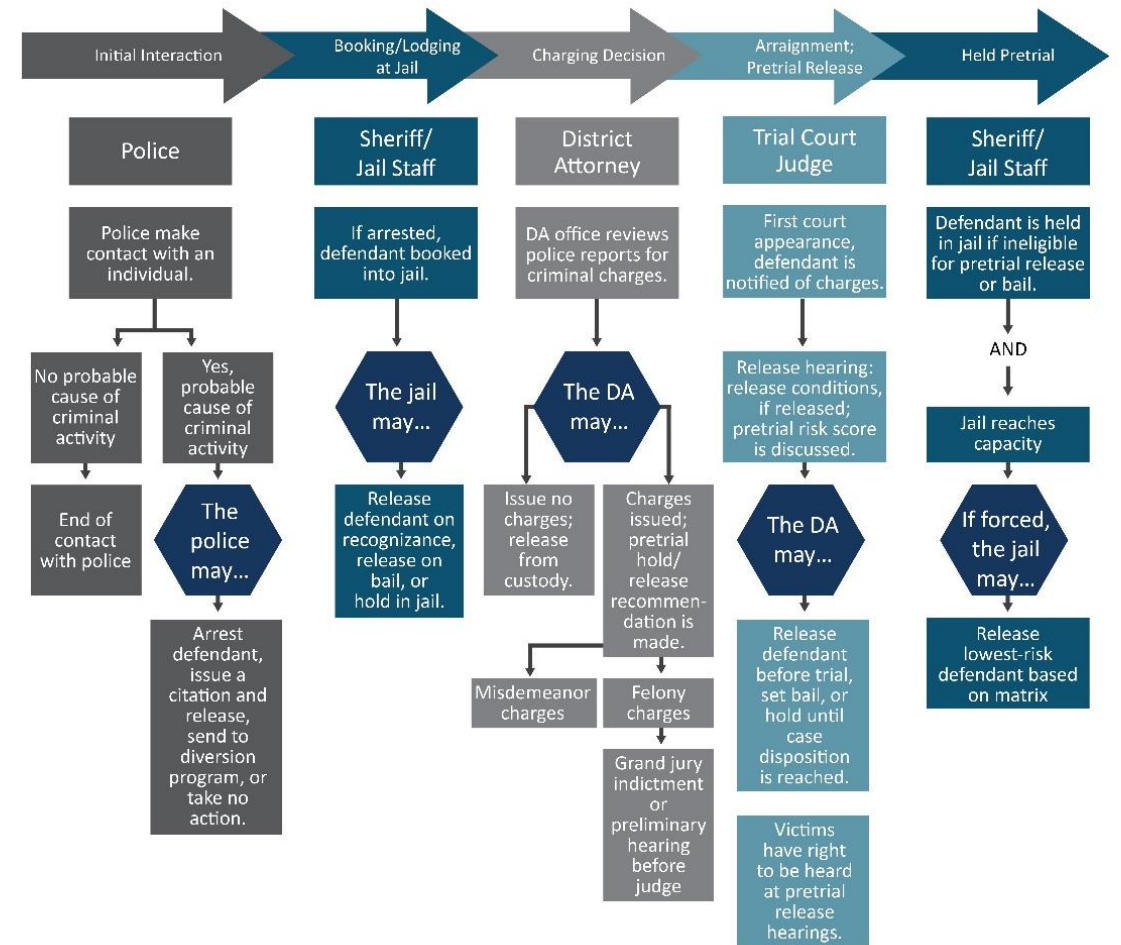 Initial Interaction
Booking/Lodging
at Jail
Charging Decision
Arraignment;
Pretrial Release
Held Pretrial
Police
Police make
contact with an
individual.
No probable
cause of
criminal
activity
End of
contact
with police
Yes,
probable
cause of
criminal
activity
The
police
may...
Arrest
defendant,
issue a
citation and
release,
send to
diversion
program, or
take no
action.
Sheriff/
Jail Staff
If arrested,
defendant booked
into jail.
The jail
may...
Release
defendant on
recognizance,
release on
bail, or
hold in jail.
District
Attorney
DA office reviews
police reports for
criminal charges.
The DA
may...
Issue no
charges;
release
from
custody.
Charges
issued;
pretrial
hold/
release
recommen-
dation is
made.
Misdemeanor
charges
Felony
charges
Grand jury
indictment
or
preliminary
hearing
before
judge
Trial Court
Judge
First court
appearance,
defendant is
notified of charges.
Release hearing:
release conditions,
if released;
pretrial risk score
is discussed.
The DA
may...
Release
defendant
before trial,
set bail, or
hold until
case
disposition
is reached.
Victims
have right
to be heard
at pretrial
release
hearings.
Sheriff/
Jail Staff
Defendant is held
in jail if ineligible
for pretrial release
or bail.
AND
Jail reaches
capacity
If forced,
the jail
may...
Release
lowest-risk
defendant based
on matrix